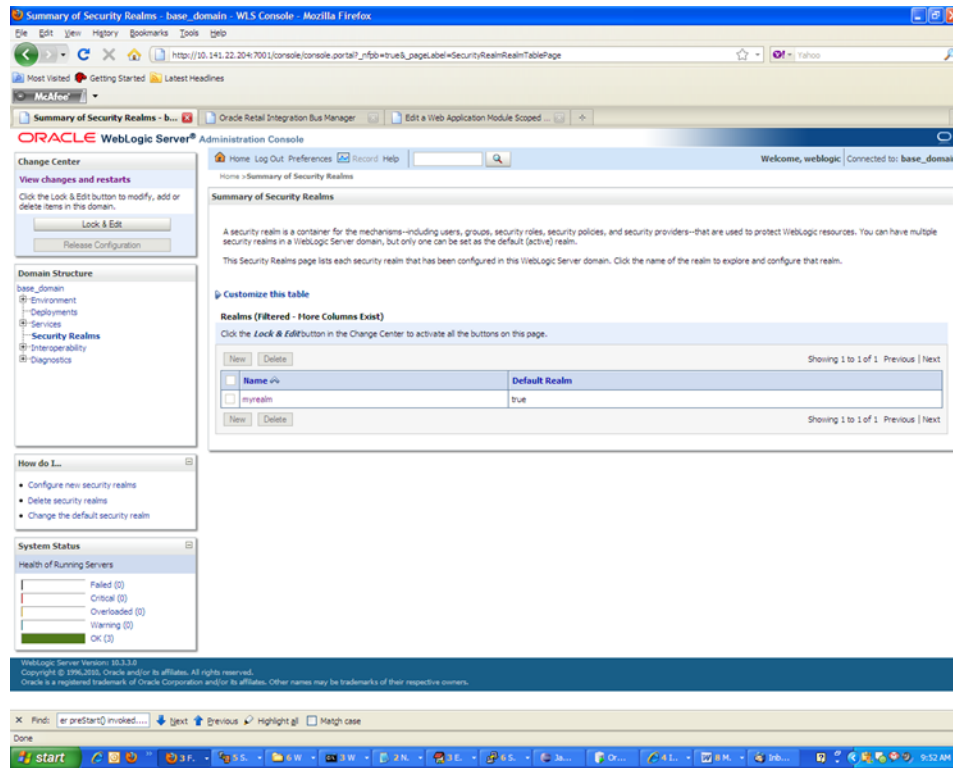 Summary of Security Realms - base_domain - WLS Console - Mozilla Firefox
File Edit View History Bookmarks Tools Help
http://10.141.22.204:7001/console/console.portal?_nfpb=true&_pageLabel=SecurityRealmRealmTablePage
Yahoo
Most Visited Getting Started Latest Headlines
McAfee
Summary of Security Realms - b... Oracle Retail Integration Bus Manager Edit a Web Application Module Scoped ...
ORACLE WebLogic Server® Administration Console
Change Center
View changes and restarts
Click the Lock & Edit button to modify, add or
delete items in this domain.
Lock & Edit
Release Configuration
Domain Structure
base_domain
Environment
Deployments
Services
Security Realms
Interoperability
Diagnostics
How do I...
Configure new security realms
Delete security realms
Change the default security realm
System Status
Health of Running Servers
Failed (0)
Critical (0)
Overloaded (0)
Warning (0)
OK (3)
Home Log Out Preferences Record Help
Welcome, weblogic Connected to: base_domai
Home >Summary of Security Realms
Summary of Security Realms
A security realm is a container for the mechanisms--including users, groups, security roles, security policies, and security providers--that are used to protect WebLogic resources. You can have multiple
security realms in a WebLogic Server domain, but only one can be set as the default (active) realm.
This Security Realms page lists each security realm that has been configured in this WebLogic Server domain. Click the name of the realm to explore and configure that realm.
Customize this table
Realms (Filtered - More Columns Exist)
Click the Lock & Edit button in the Change Center to activate all the buttons on this page.
New Delete Showing 1 to 1 of 1 Previous | Next
Name Default Realm
myrealm true
New Delete Showing 1 to 1 of 1 Previous | Next
WebLogic Server Version: 10.3.3.0
Copyright © 1996,2010, Oracle and/or its affiliates. All rights reserved.
Oracle is a registered trademark of Oracle Corporation and/or its affiliates. Other names may be trademarks of their respective owners.
Find: er preStart() invoked.... Next Previous Highlight all Match case
Done
start 3 F. 5 S. 6 W 3 W 2 N. 3 E. 6 S. Ja... Or... 4 I.. 8 M. Inb... 9:52 AM